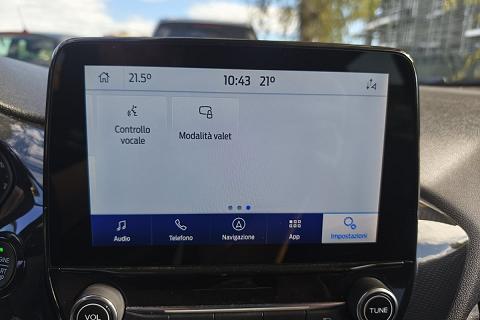 21.5°
10:43 21°
Controllo
vocale
Modalità valet
Audio
Telefono
Navigazione
App
Impostazioni
VOL
TUNE